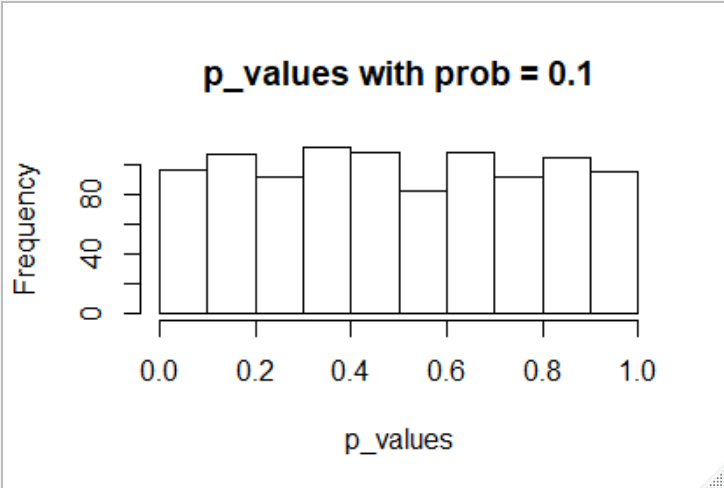 p_values with prob = 0.1
Frequency
80
40
0
0.0 0.2 0.4 0.6 0.8 1.0
p_values